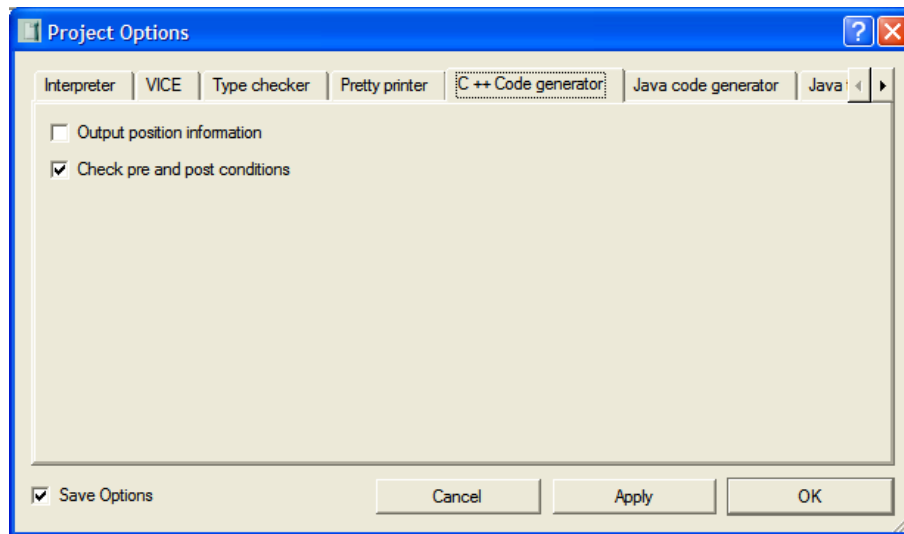 Project Options
Interpreter VICE Type checker Pretty printer C ++ Code generator Java code generator Java
Output position information
Check pre and post conditions
Save Options Cancel Apply OK